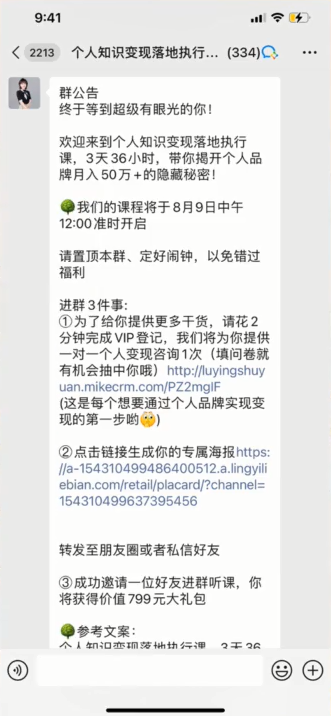 9:41
2213
个人知识变现落地执行... (334)
群公告
终于等到超级有眼光的你！
欢迎来到个人知识变现落地执行
课，3天36小时，带你揭开个人品
牌月入50万+的隐藏秘密！
🌳我们的课程将于8月9日中午
12:00准时开启
请置顶本群、定好闹钟，以免错过
福利
进群3件事：
①为了给你提供更多干货，请花2
分钟完成VIP登记，我们将为你提供
一对一个人变现咨询1次（填问卷就
有机会抽中你哦）http://luyingshuy
uan.mikecrm.com/PZ2mglF
(这是每个想要通过个人品牌实现变
现的第一步哟🤭)
②点击链接生成你的专属海报https:
//a-154310499486400512.a.lingyili
ebian.com/retail/placard/?channel=
154310499637395456
转发至朋友圈或者私信好友
③成功邀请一位好友进群听课，你
将获得价值799元大礼包
🌳参考文案：
个人知识变现落地执行课，3天36